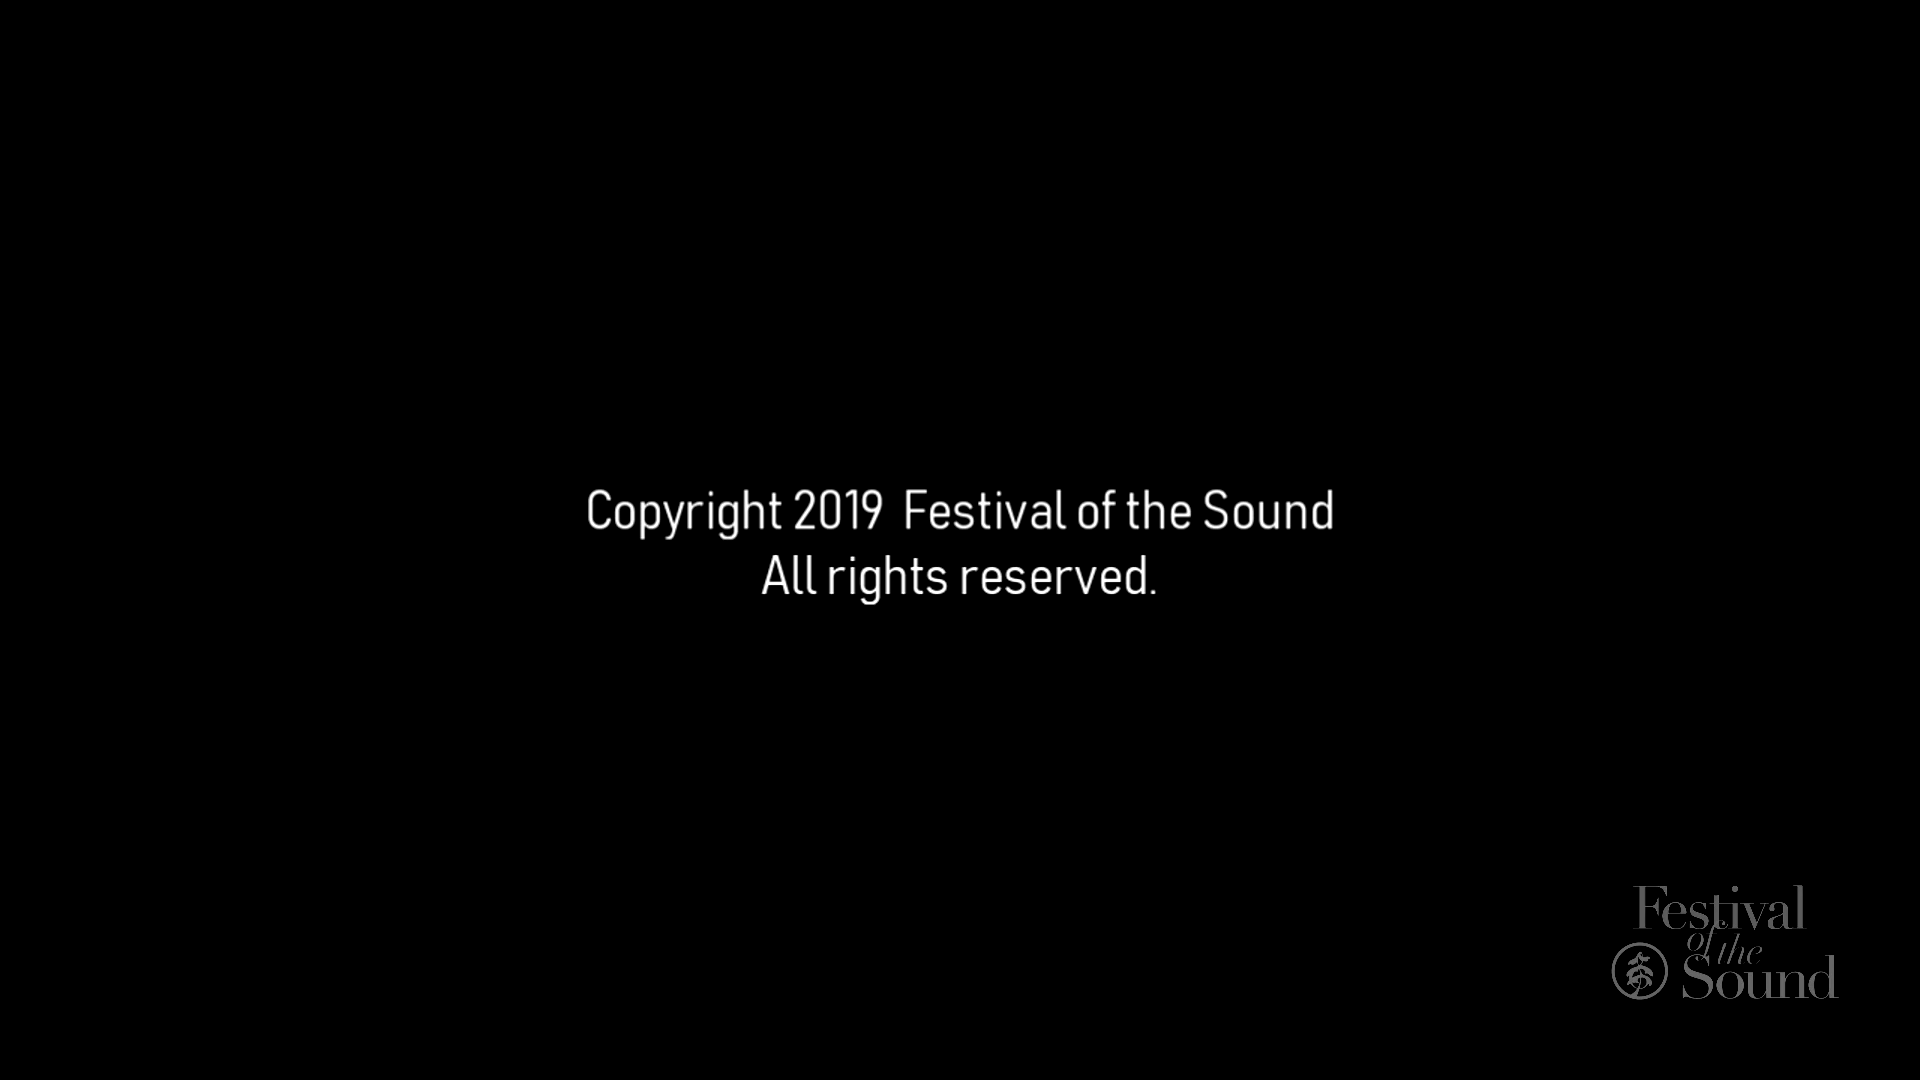 Copyright 2019  Festival of the Sound
All rights reserved.
Festival
of the
Sound